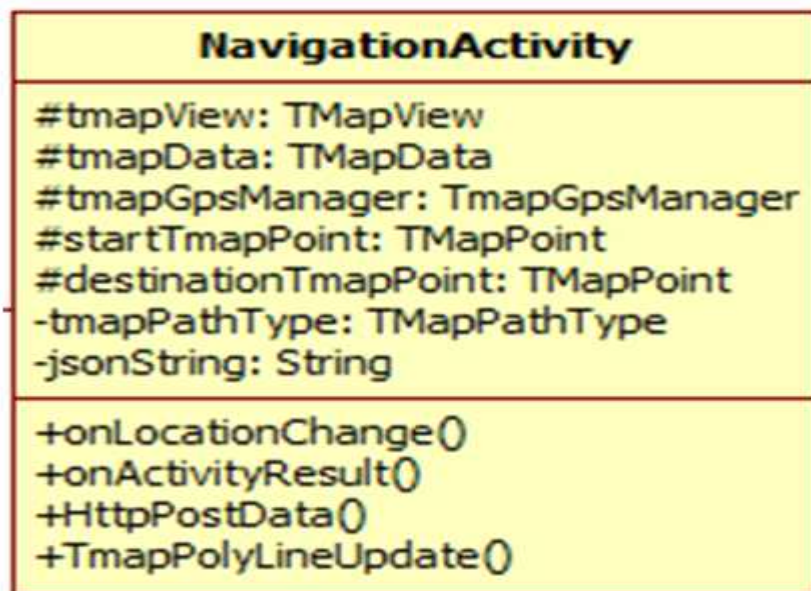 NavigationActivity
#tmapView: TMapView
#tmapData: TMapData
#tmapGpsManager: TmapGpsManager
#startTmapPoint: TMapPoint
#destinationTmapPoint: TMapPoint
-tmapPathType: TMapPathType
-jsonString: String
+onLocationChange()
+onActivityResult()
+HttpPostData()
+TmapPolyLineUpdate()